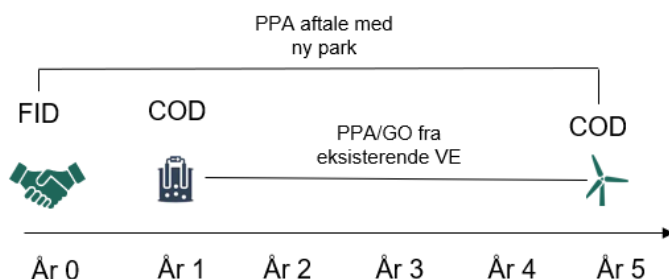 PPA aftale med
ny park
FID
COD
COD
PPA/GO fra
eksisterende VE
År 0
År 1
År 2
År 3
År 4
År 5